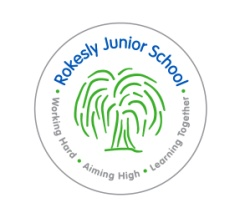 Rokesly Junior School
• Working Hard • Aiming High • Learning Together •